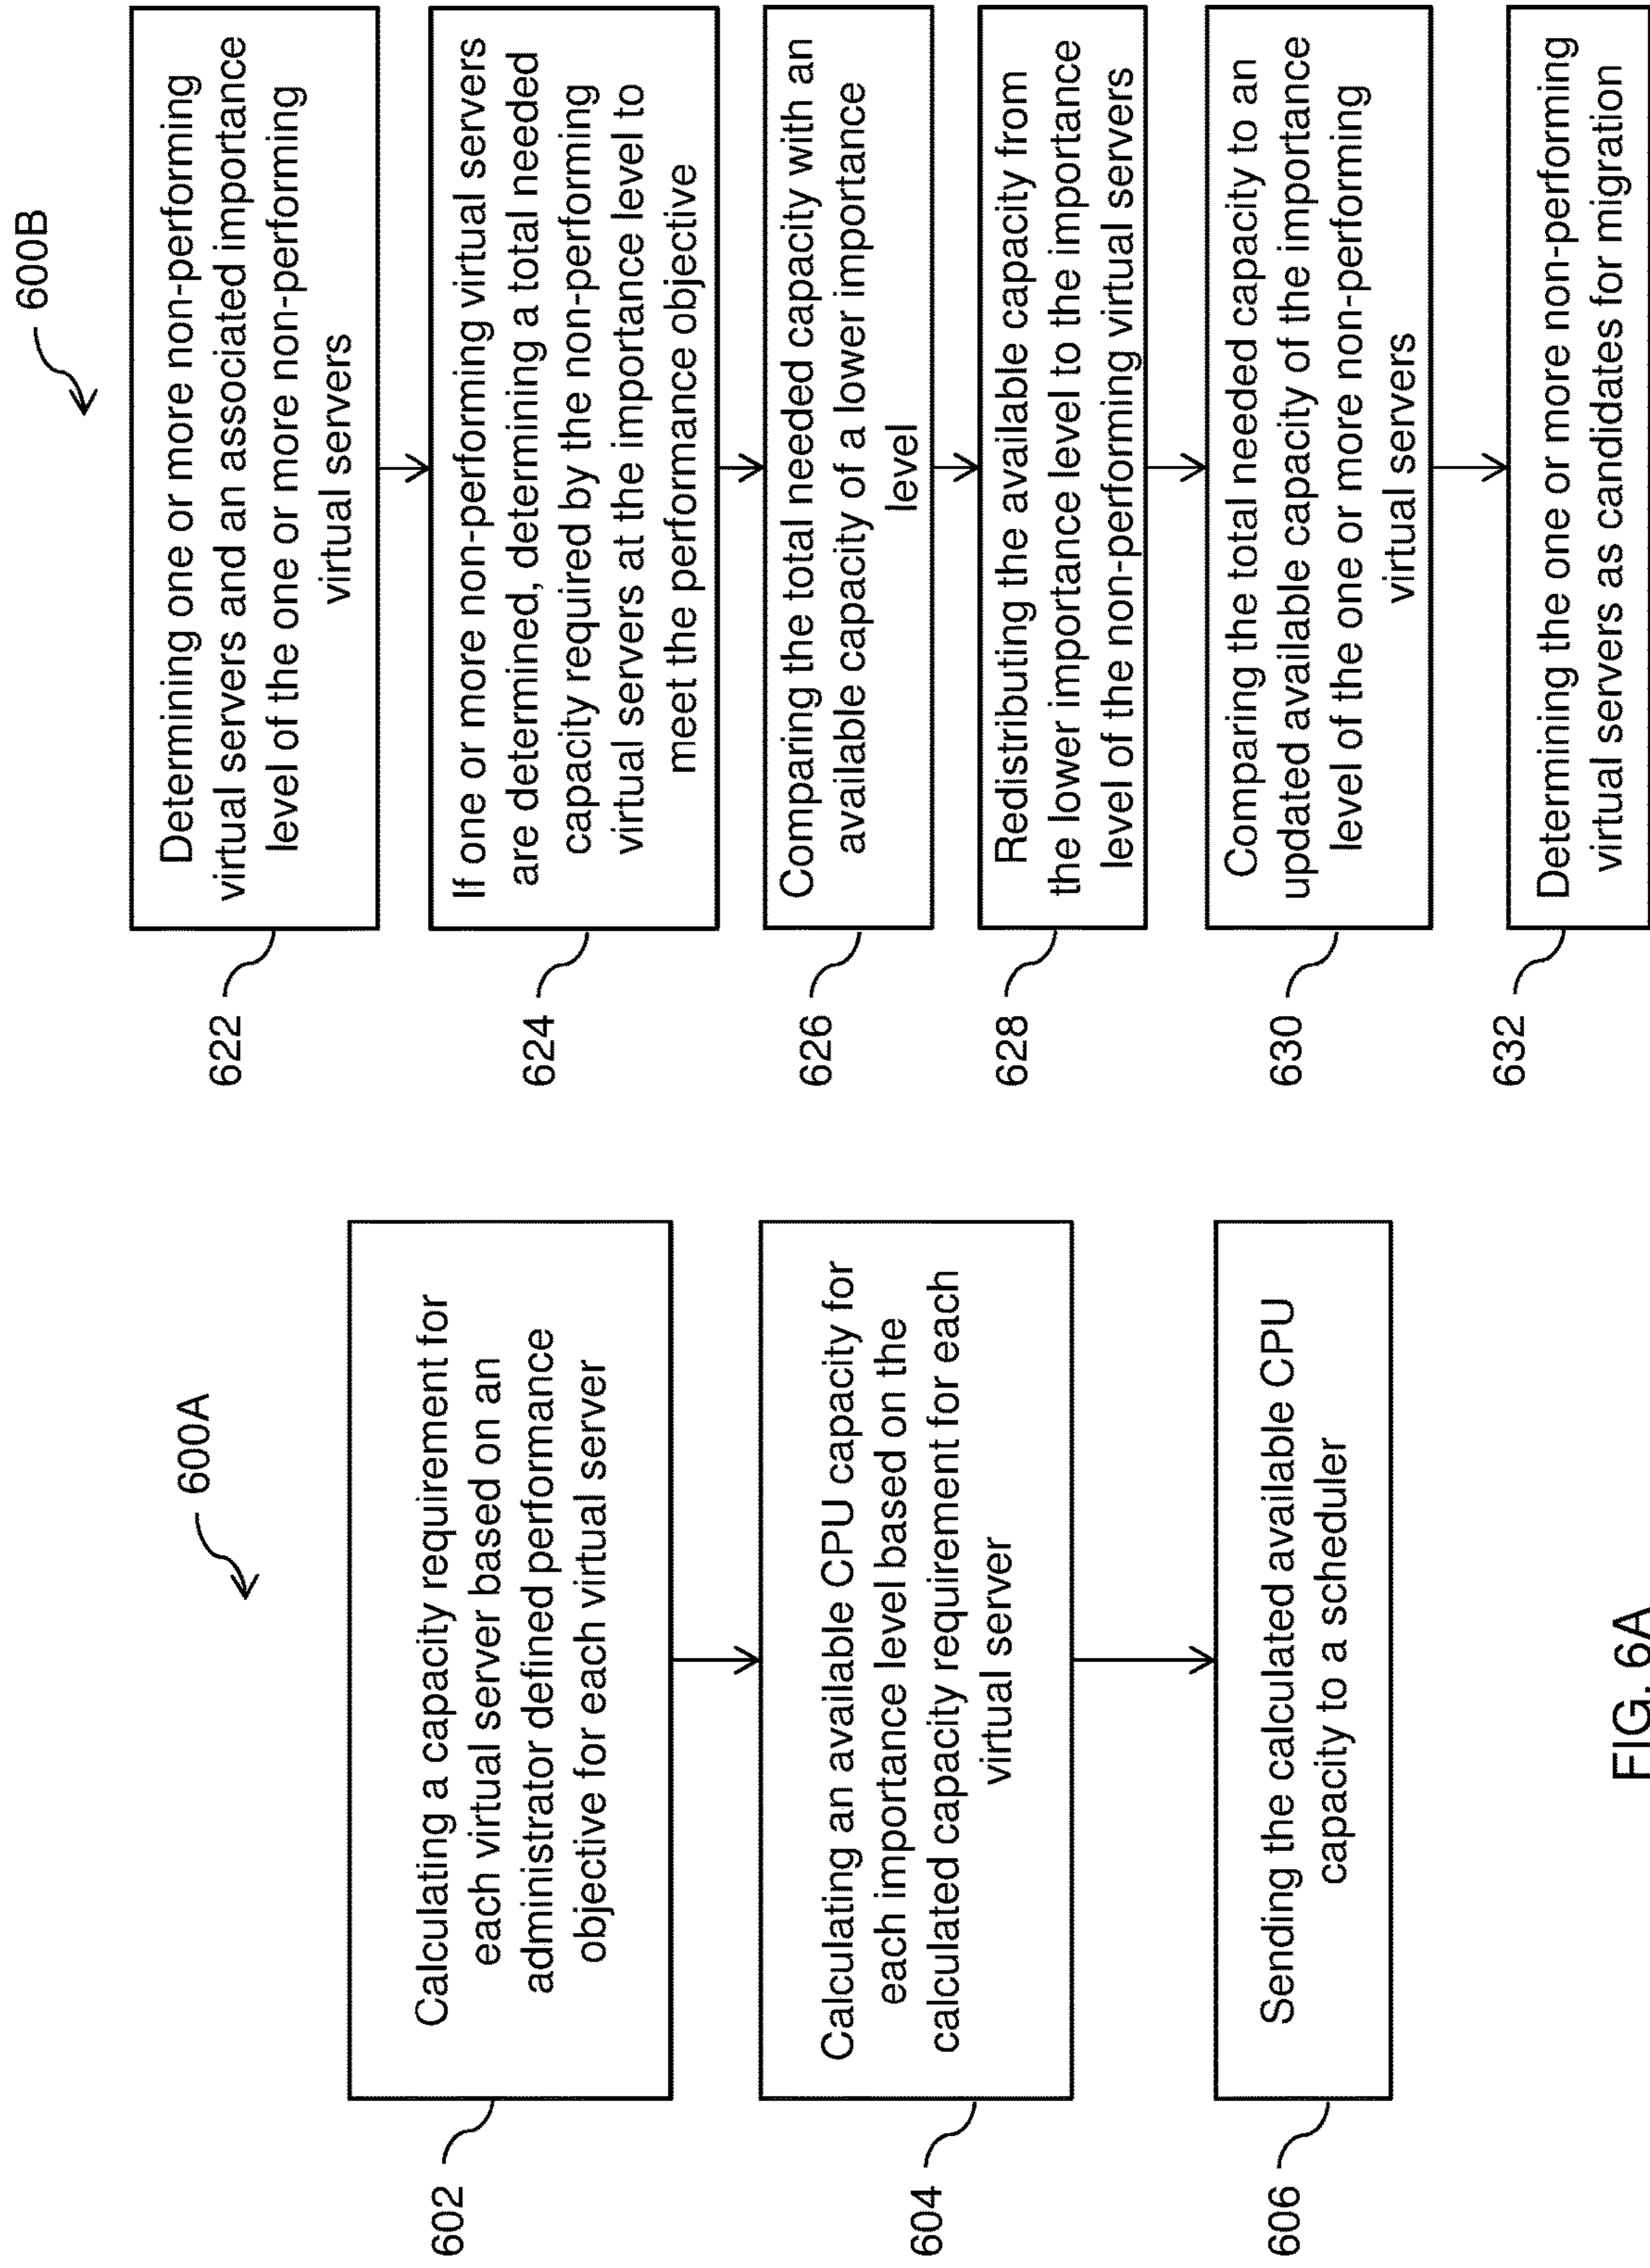 600A
602
Calculating a capacity requirement for
each virtual server based on an
administrator defined performance
objective for each virtual server
604
Calculating an available CPU capacity for
each importance level based on the
calculated capacity requirement for each
virtual server
606
Sending the calculated available CPU
capacity to a scheduler
FIG. 6A
600B
622
Determining one or more non-performing
virtual servers and an associated importance
level of the one or more non-performing
virtual servers
624
If one or more non-performing virtual servers
are determined, determining a total needed
capacity required by the non-performing
virtual servers at the importance level to
meet the performance objective
626
Comparing the total needed capacity with an
available capacity of a lower importance
level
628
Redistributing the available capacity from
the lower importance level to the importance
level of the non-performing virtual servers
630
Comparing the total needed capacity to an
updated available capacity of the importance
level of the one or more non-performing
virtual servers
632
Determining the one or more non-performing
virtual servers as candidates for migration